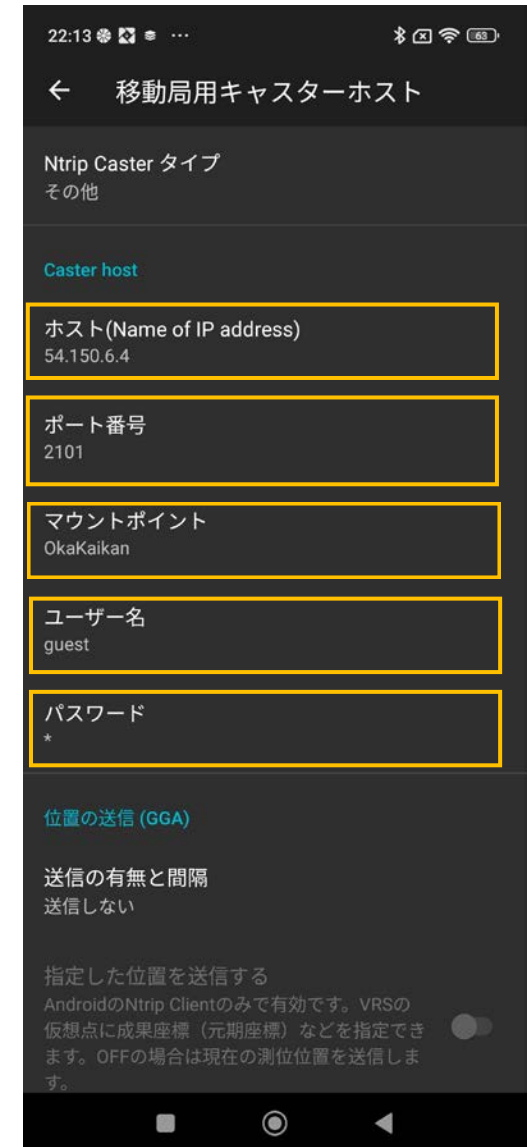 22:13 ...
63
移動局用キャスターホスト
Ntrip Caster タイプ
その他
Caster host
ホスト(Name of IP address)
54.150.6.4
ポート番号
2101
マウントポイント
OkaKaikan
ユーザー名
guest
パスワード
*
位置の送信 (GGA)
送信の有無と間隔
送信しない
指定した位置を送信する
AndroidのNtrip Clientのみで有効です。VRSの
仮想点に成果座標（元期座標）などを指定でき
ます。OFFの場合は現在の測位位置を送信しま
す。